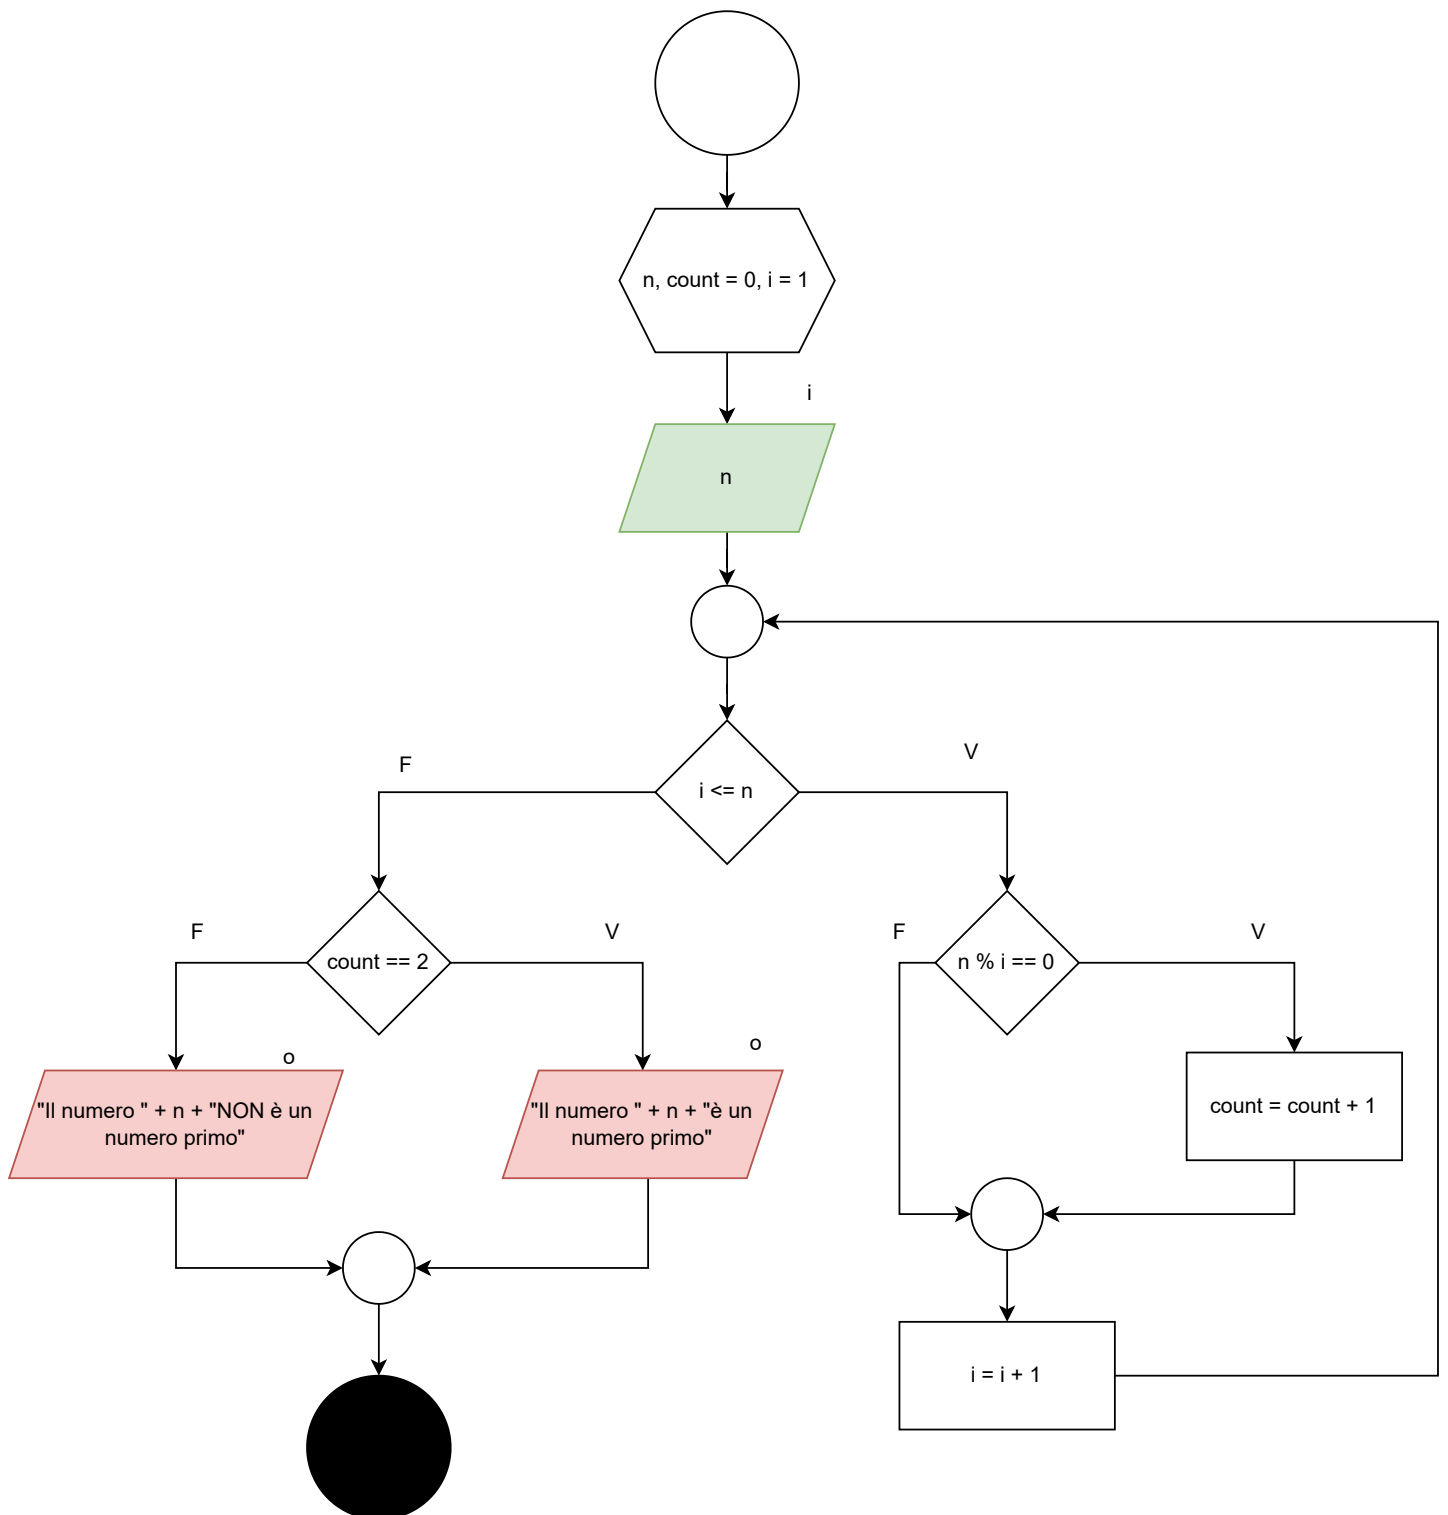 n, count = 0, i = 1
i
n
F
V
i <= n
F
V
F
V
count == 2
n % i == 0
o
o
"Il numero " + n + "NON è un
numero primo"
"Il numero " + n + "è un
numero primo"
count = count + 1
i = i + 1